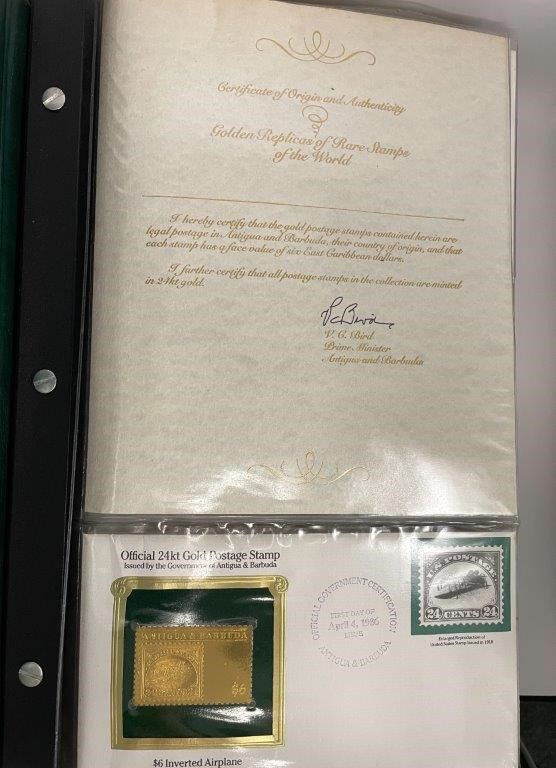 Certificate of Origin and Authenticity
Golden Replicas of Rare Stamps
of the World
I hereby certify that the gold postage stamps contained herein are
legal postage in Antigua and Barbuda, their country of origin, and that
each stamp has a face value of six East Caribbean dollars.
I further certify that all postage stamps in the collection are minted
in 24kt gold.
V. C. Bird
V. C. Bird
Prime Minister
Antigua and Barbuda
Official 24kt Gold Postage Stamp
Issued by the Government of Antigua & Barbuda
ANTIGUA & BARBUDA
$6
$6 Inverted Airplane
OFFICIAL GOVERNMENT CERTIFICATION
FIRST DAY OF
April 4, 1986
ISSUE
ANTIGUA & BARBUDA
U.S. POSTAGE
24 CENTS 24
Enlarged Reproduction of
United States Stamp Issued in 1918